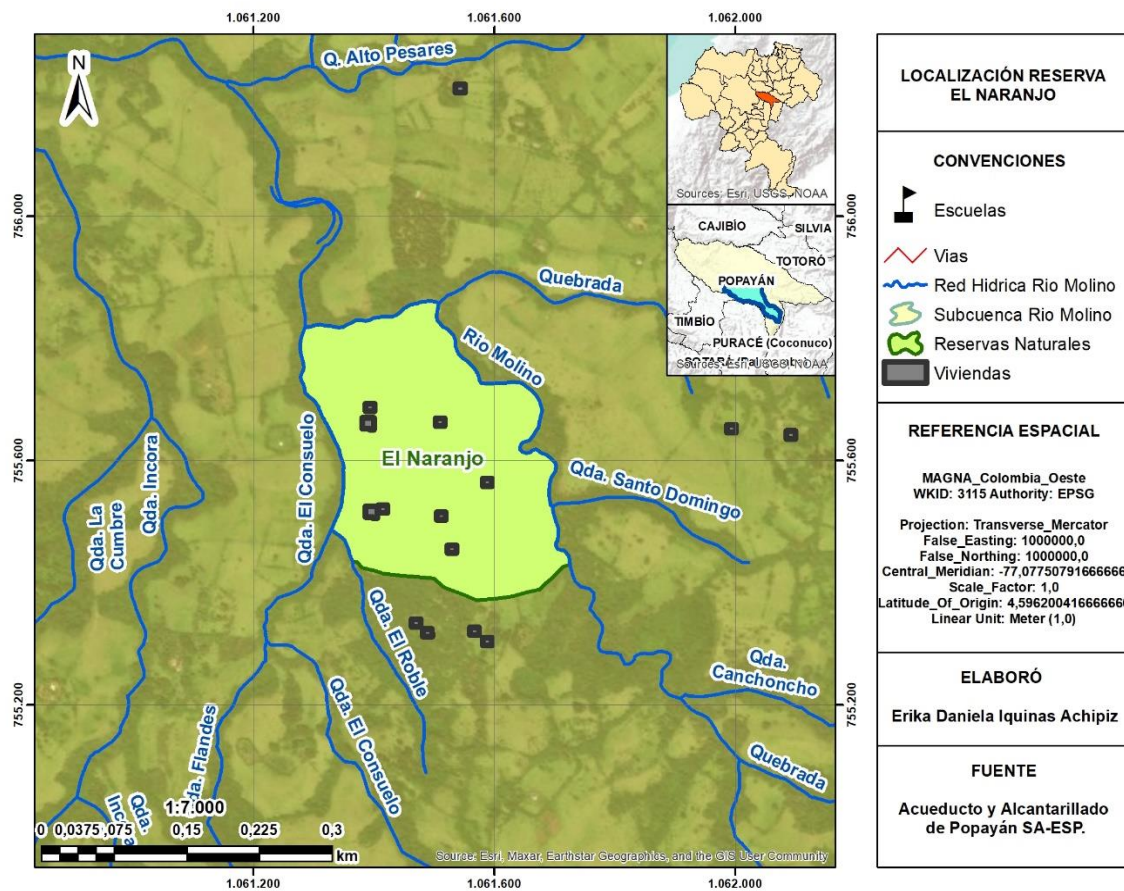 1.061.200
1.061.600
1.062.000
Q. Alto Pesares
N
Sources: Esri, USGS, NOAA
CAJIBÍO
SILVIA
TOTORÓ
POPAYÁN
TIMBÍO
PURACÉ (Coconuco)
Sources: Esri, USGS, NOAA
756.000
756.000
Quebrada
Rio Molino
Qda. El Consuelo
El Naranjo
755.600
755.600
Qda. Santo Domingo
Qda. La
Cumbre
Qda. Incora
Qda. El Roble
Qda.
Canchoncho
755.200
755.200
Qda. El Consuelo
Flandes
Quebrada
Qda.
1:7.000
0 0,0375 ,075 0,15 0,225 0,3
km
Source: Esri, Maxar, Earthstar Geographics, and the GIS User Community
1.061.200
1.061.600
1.062.000
LOCALIZACIÓN RESERVA
EL NARANJO
CONVENCIONES
Escuelas
Vias
Red Hidrica Rio Molino
Subcuenca Rio Molino
Reservas Naturales
Viviendas
REFERENCIA ESPACIAL
MAGNA_Colombia_Oeste
WKID: 3115 Authority: EPSG
Projection: Transverse_Mercator
False_Easting: 1000000,0
False_Northing: 1000000,0
Central_Meridian: -77,07750791666666
Scale_Factor: 1,0
Latitude_Of_Origin: 4,596200416666666
Linear Unit: Meter (1,0)
ELABORÓ
Erika Daniela Iquinas Achipiz
FUENTE
Acueducto y Alcantarillado
de Popayán SA-ESP.